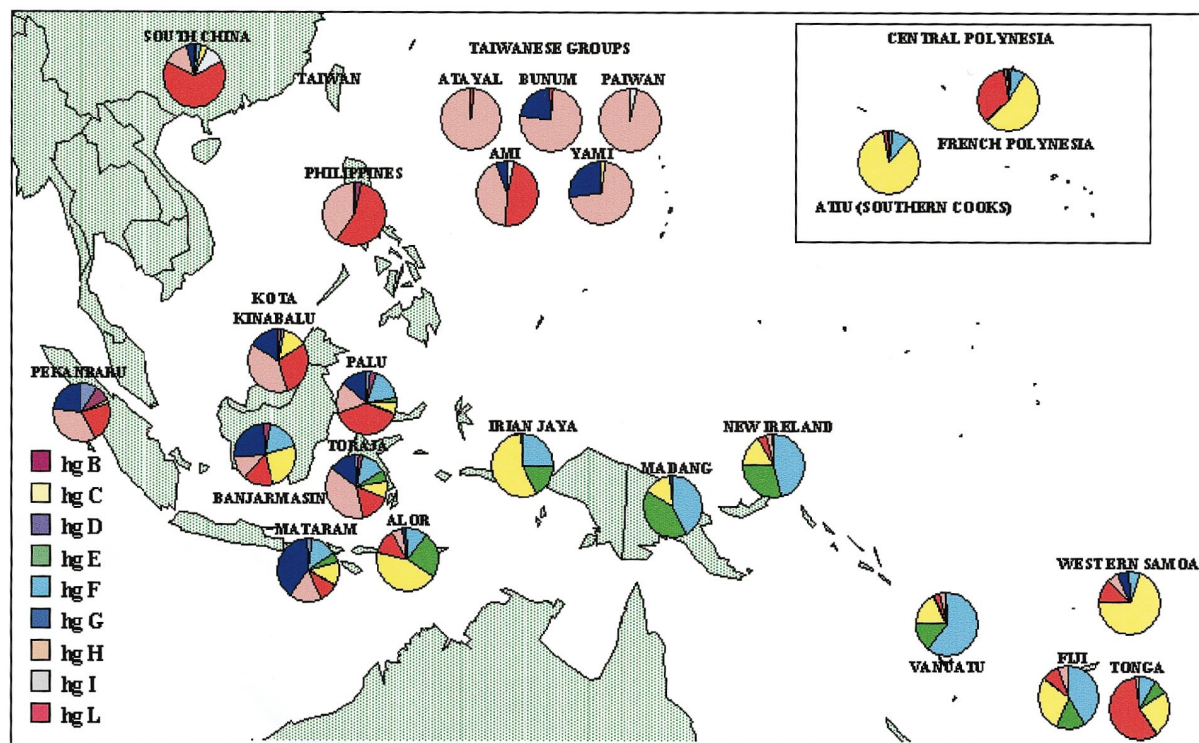 SOUTH CHINA
TAIWAN
TAIWANESE GROUPS
ATAYAL
BUNUM
PAIWAN
AMI
YAMI
CENTRAL POLYNESIA
FRENCH POLYNESIA
ATIU (SOUTHERN COOKS)
PHILIPPINES
KOTA
KINABALU
PEKANBARU
PALU
BANJARMASIN
TORAJA
MATARAM
ALOR
IRIAN JAYA
MADANG
NEW IRELAND
VANUATU
WESTERN SAMOA
FIJI
TONGA
hg B
hg C
hg D
hg E
hg F
hg G
hg H
hg I
hg L